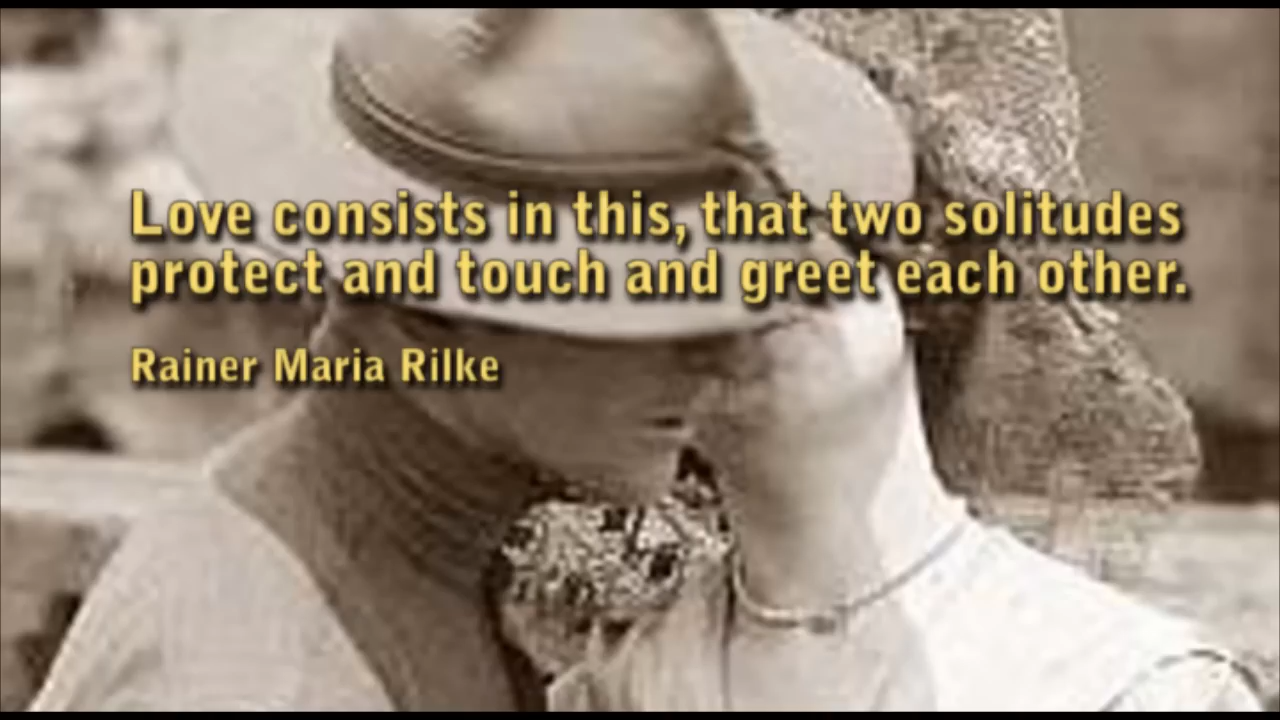 Love consists in this, that two solitudes
protect and touch and greet each other.
Rainer Maria Rilke